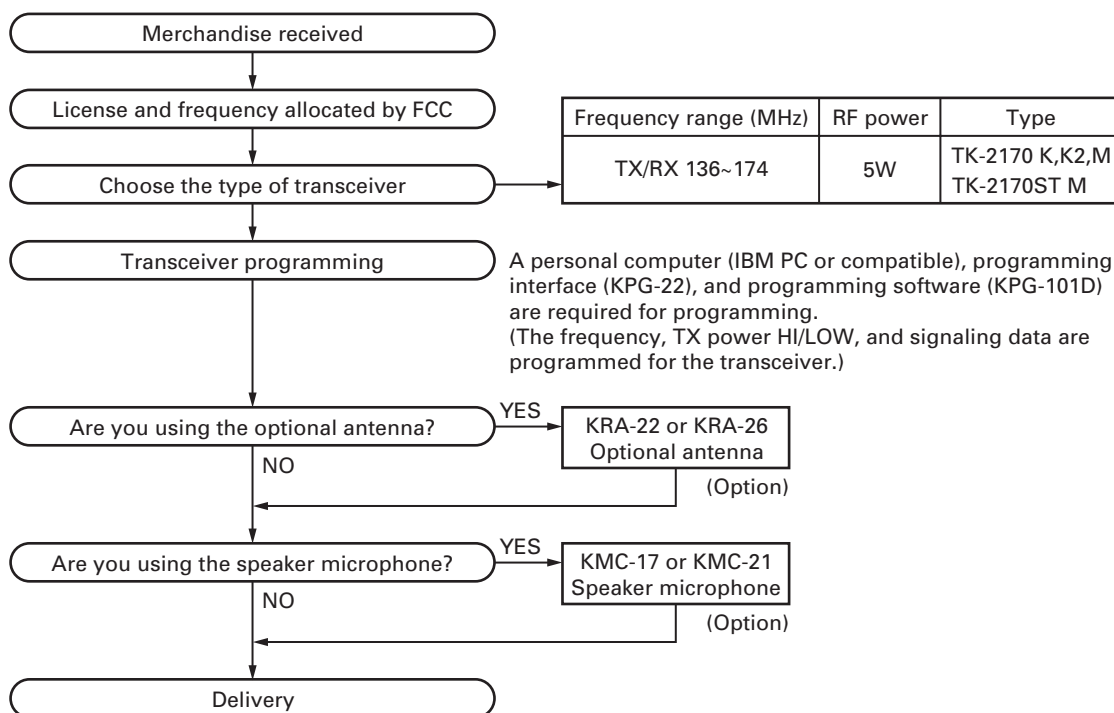 Merchandise received
License and frequency allocated by FCC
Choose the type of transceiver
Frequency range (MHz) RF power Type
TX/RX 136~174 5W TK-2170 K,K2,M
TK-2170ST M
Transceiver programming
A personal computer (IBM PC or compatible), programming
interface (KPG-22), and programming software (KPG-101D)
are required for programming.
(The frequency, TX power HI/LOW, and signaling data are
programmed for the transceiver.)
Are you using the optional antenna?
YES
KRA-22 or KRA-26
Optional antenna
(Option)
NO
Are you using the speaker microphone?
YES
KMC-17 or KMC-21
Speaker microphone
(Option)
NO
Delivery